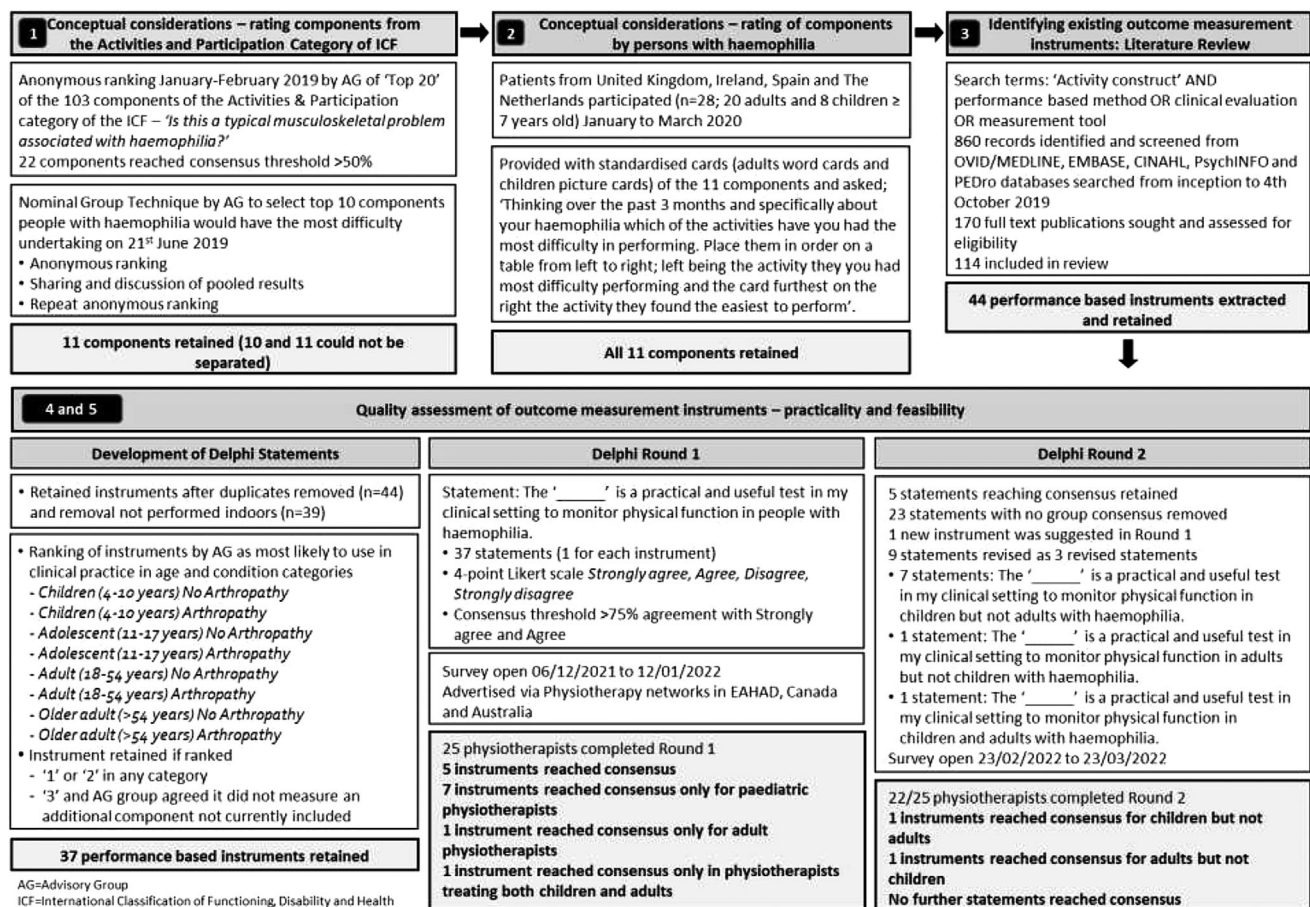 1
Conceptual considerations – rating components from
the Activities and Participation Category of ICF
Anonymous ranking January-February 2019 by AG of ‘Top 20’
of the 103 components of the Activities & Participation
category of the ICF – ‘Is this a typical musculoskeletal problem
associated with haemophilia?’
22 components reached consensus threshold >50%
Nominal Group Technique by AG to select top 10 components
people with haemophilia would have the most difficulty
undertaking on 21st June 2019
• Anonymous ranking
• Sharing and discussion of pooled results
• Repeat anonymous ranking
11 components retained (10 and 11 could not be
separated)
2
Conceptual considerations – rating of components
by persons with haemophilia
Patients from United Kingdom, Ireland, Spain and The
Netherlands participated (n=28; 20 adults and 8 children ≥
7 years old) January to March 2020
Provided with standardised cards (adults word cards and
children picture cards) of the 11 components and asked;
‘Thinking over the past 3 months and specifically about
your haemophilia which of the activities have you had the
most difficulty in performing. Place them in order on a
table from left to right; left being the activity they you had
most difficulty performing and the card furthest on the
right the activity they found the easiest to perform’.
All 11 components retained
3
Identifying existing outcome measurement
instruments: Literature Review
Search terms: ‘Activity construct’ AND
performance based method OR clinical evaluation
OR measurement tool
860 records identified and screened from
OVID/MEDLINE, EMBASE, CINAHL, PsychINFO and
PEDro databases searched from inception to 4th
October 2019
170 full text publications sought and assessed for
eligibility
114 included in review
44 performance based instruments extracted
and retained
4 and 5
Quality assessment of outcome measurement instruments – practicality and feasibility
Development of Delphi Statements
• Retained instruments after duplicates removed (n=44)
and removal not performed indoors (n=39)
• Ranking of instruments by AG as most likely to use in
clinical practice in age and condition categories
- Children (4-10 years) No Arthropathy
- Children (4-10 years) Arthropathy
- Adolescent (11-17 years) No Arthropathy
- Adolescent (11-17 years) Arthropathy
- Adult (18-54 years) No Arthropathy
- Adult (18-54 years) Arthropathy
- Older adult (>54 years) No Arthropathy
- Older adult (>54 years) Arthropathy
• Instrument retained if ranked
- ‘1’ or ‘2’ in any category
- ‘3’ and AG group agreed it did not measure an
additional component not currently included
37 performance based instruments retained
AG=Advisory Group
ICF=International Classification of Functioning, Disability and Health
Delphi Round 1
Statement: The ‘______’ is a practical and useful test in my
clinical setting to monitor physical function in people with
haemophilia.
• 37 statements (1 for each instrument)
• 4-point Likert scale Strongly agree, Agree, Disagree,
Strongly disagree
• Consensus threshold >75% agreement with Strongly
agree and Agree
Survey open 06/12/2021 to 12/01/2022
Advertised via Physiotherapy networks in EAHAD, Canada
and Australia
25 physiotherapists completed Round 1
5 instruments reached consensus
7 instruments reached consensus only for paediatric
physiotherapists
1 instrument reached consensus only for adult
physiotherapists
1 instrument reached consensus only in physiotherapists
treating both children and adults
Delphi Round 2
5 statements reaching consensus retained
23 statements with no group consensus removed
1 new instrument was suggested in Round 1
9 statements revised as 3 revised statements
• 7 statements: The ‘______’ is a practical and useful test
in my clinical setting to monitor physical function in
children but not adults with haemophilia.
• 1 statement: The ‘______’ is a practical and useful test in
my clinical setting to monitor physical function in adults
but not children with haemophilia.
• 1 statement: The ‘______’ is a practical and useful test in
my clinical setting to monitor physical function in
children and adults with haemophilia.
Survey open 23/02/2022 to 23/03/2022
22/25 physiotherapists completed Round 2
1 instruments reached consensus for children but not
adults
1 instruments reached consensus for adults but not
children
No further statements reached consensus